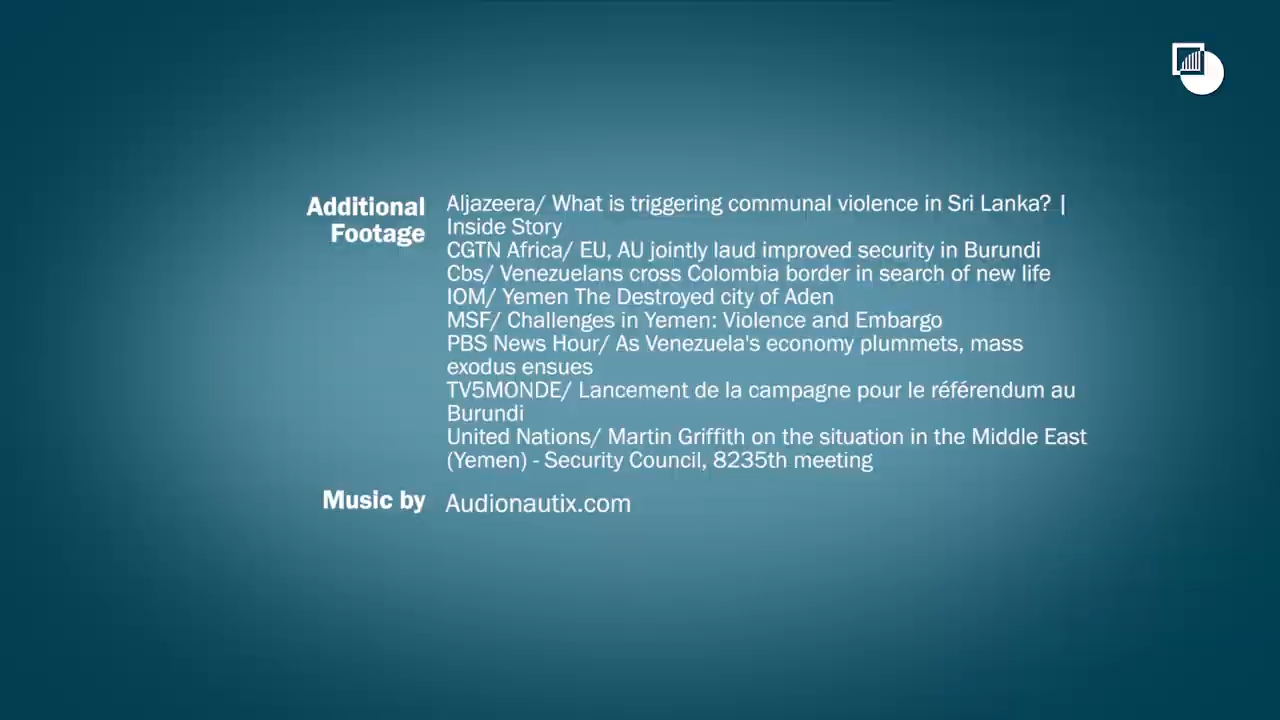 Additional
Footage
Aljazeera/ What is triggering communal violence in Sri Lanka? |
Inside Story
CGTN Africa/ EU, AU jointly laud improved security in Burundi
Cbs/ Venezuelans cross Colombia border in search of new life
IOM/ Yemen The Destroyed city of Aden
MSF/ Challenges in Yemen: Violence and Embargo
PBS News Hour/ As Venezuela's economy plummets, mass
exodus ensues
TV5MONDE/ Lancement de la campagne pour le référendum au
Burundi
United Nations/ Martin Griffith on the situation in the Middle East
(Yemen) - Security Council, 8235th meeting
Music by
Audionautix.com